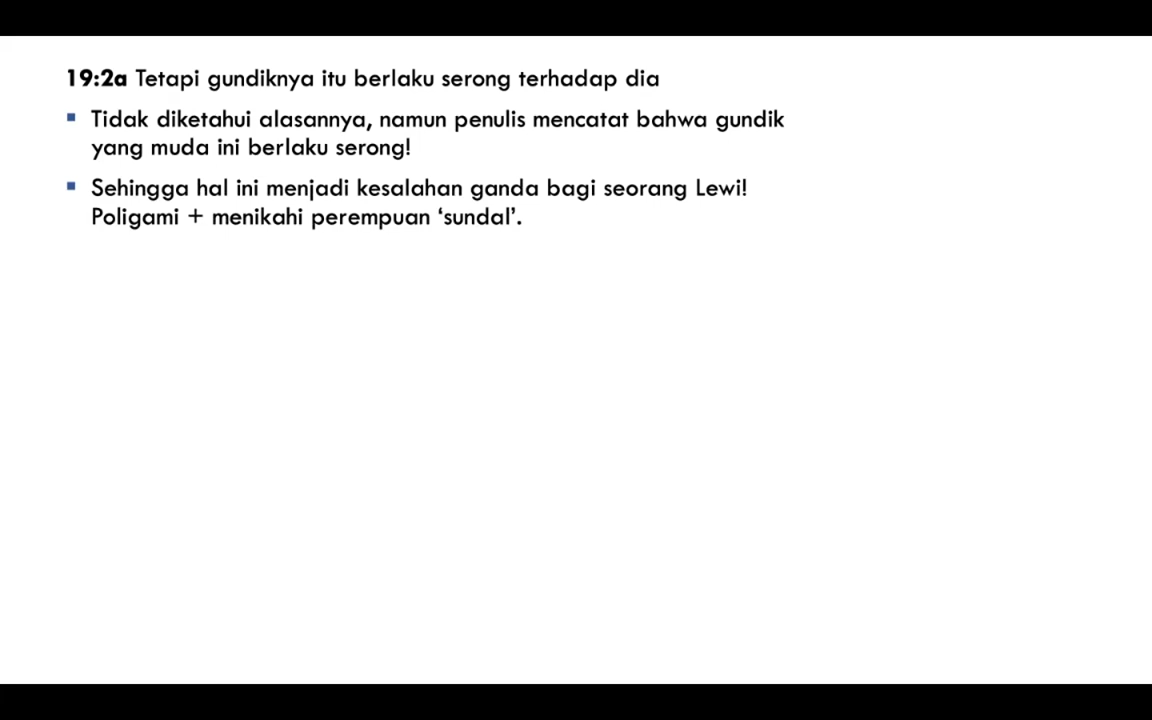 19:2a Tetapi gundiknya itu berlaku serong terhadap dia
▪ Tidak diketahui alasannya, namun penulis mencatat bahwa gundik
yang muda ini berlaku serong!
▪ Sehingga hal ini menjadi kesalahan ganda bagi seorang Lewi!
Poligami + menikahi perempuan ‘sundal’.